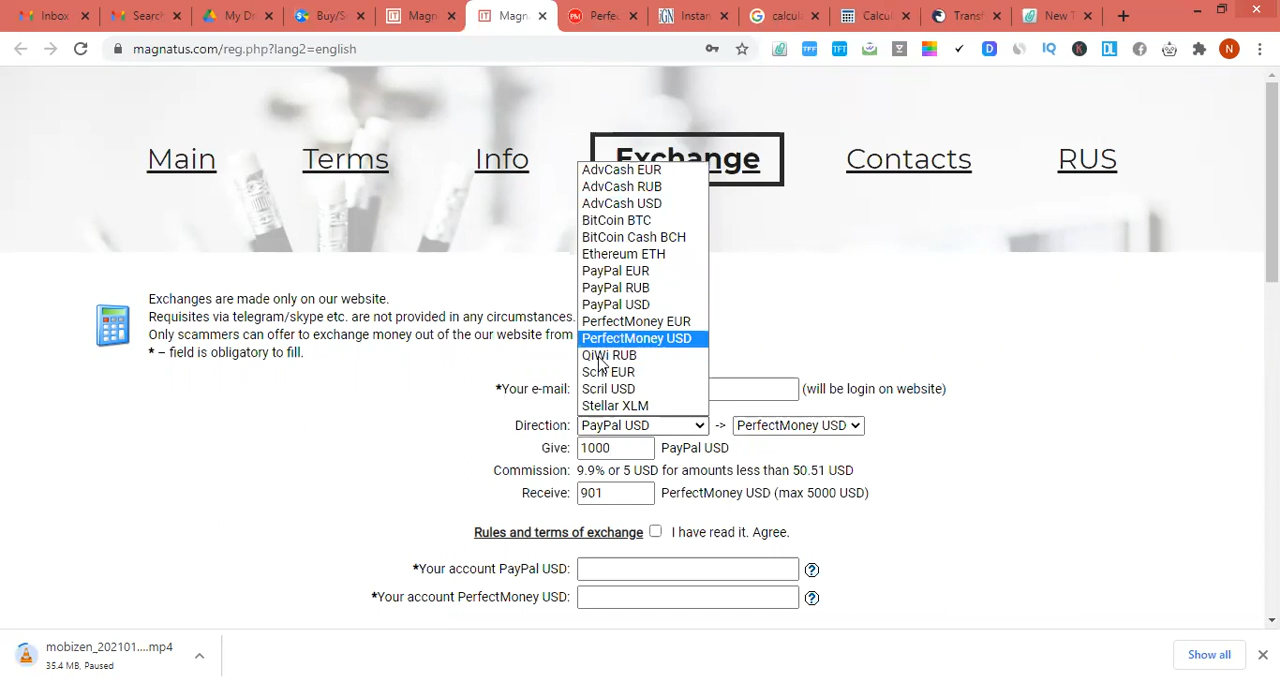 Inbox
Search
My Dr
Buy/S
Magn
Magn
Perfec
Instan
calcul
Calcul
Transf
New T
magnatus.com/reg.php?lang2=english
Main
Terms
Info
Exchange
Contacts
RUS
AdvCash EUR
AdvCash RUB
AdvCash USD
BitCoin BTC
BitCoin Cash BCH
Ethereum ETH
PayPal EUR
PayPal RUB
PayPal USD
PerfectMoney EUR
PerfectMoney USD
QiWi RUB
Scril EUR
Scril USD
Stellar XLM
Exchanges are made only on our website.
Requisites via telegram/skype etc. are not provided in any circumstances.
Only scammers can offer to exchange money out of the our website from
* – field is obligatory to fill.
*Your e-mail: (will be login on website)
Direction: PayPal USD -> PerfectMoney USD
Give: 1000 PayPal USD
Commission: 9.9% or 5 USD for amounts less than 50.51 USD
Receive: 901 PerfectMoney USD (max 5000 USD)
Rules and terms of exchange I have read it. Agree.
*Your account PayPal USD: ?
*Your account PerfectMoney USD: ?
mobizen_202101....mp4
35.4 MB, Paused
Show all